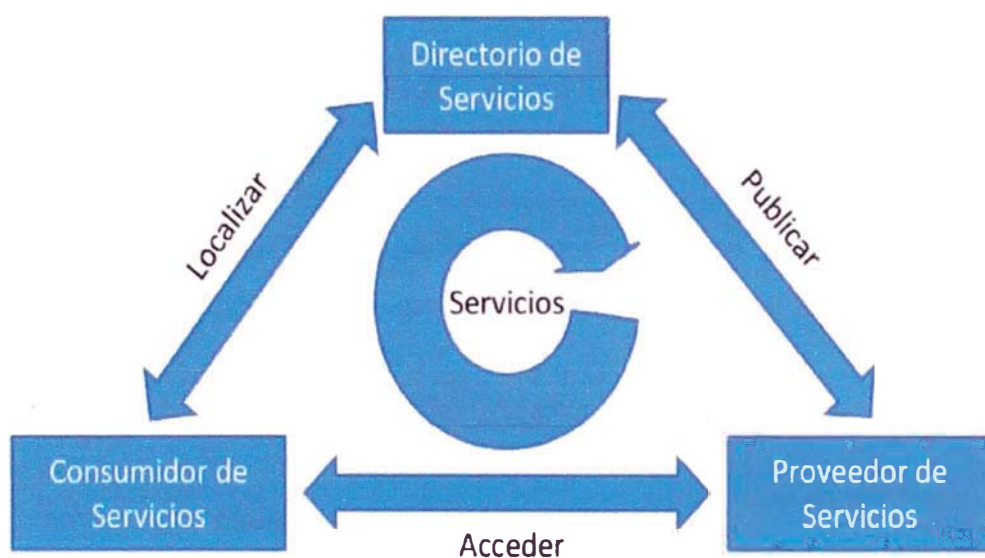 Directorio de
Servicios
Localizar
Publicar
Servicios
Consumidor de
Servicios
Proveedor de
Servicios
Acceder